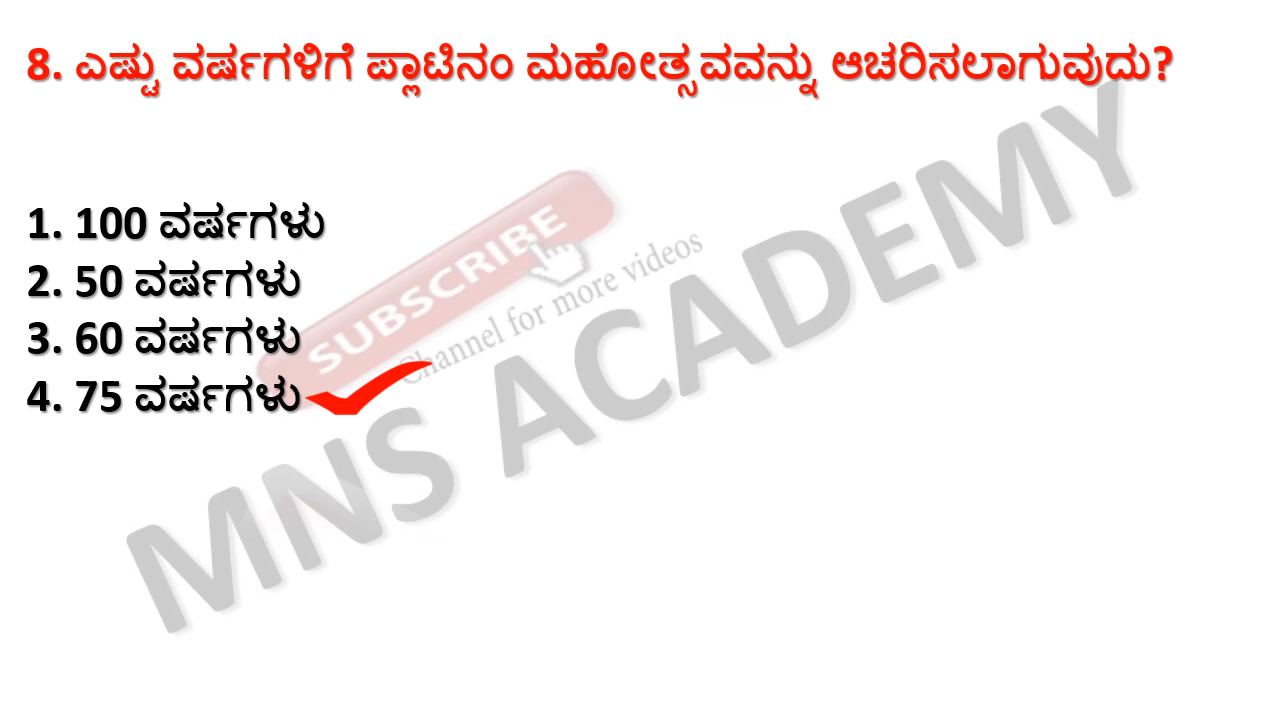 8. ಎಷ್ಟು ವರ್ಷಗಳಿಗೆ ಪ್ಲಾಟಿನಂ ಮಹೋತ್ಸವವನ್ನು ಆಚರಿಸಲಾಗುವುದು?
1. 100 ವರ್ಷಗಳು
2. 50 ವರ್ಷಗಳು
3. 60 ವರ್ಷಗಳು
4. 75 ವರ್ಷಗಳು
SUBSCRIBE
Channel for more videos
MNS ACADEMY